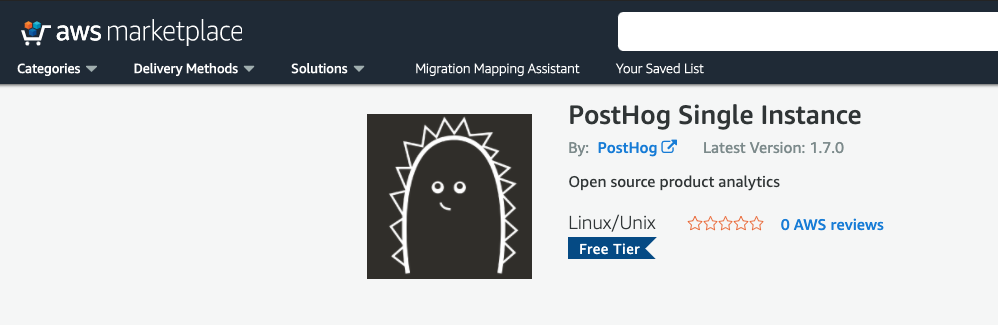 aws marketplace
Categories Delivery Methods Solutions Migration Mapping Assistant Your Saved List
PostHog Single Instance
By: PostHog Latest Version: 1.7.0
Open source product analytics
Linux/Unix 0 AWS reviews
Free Tier